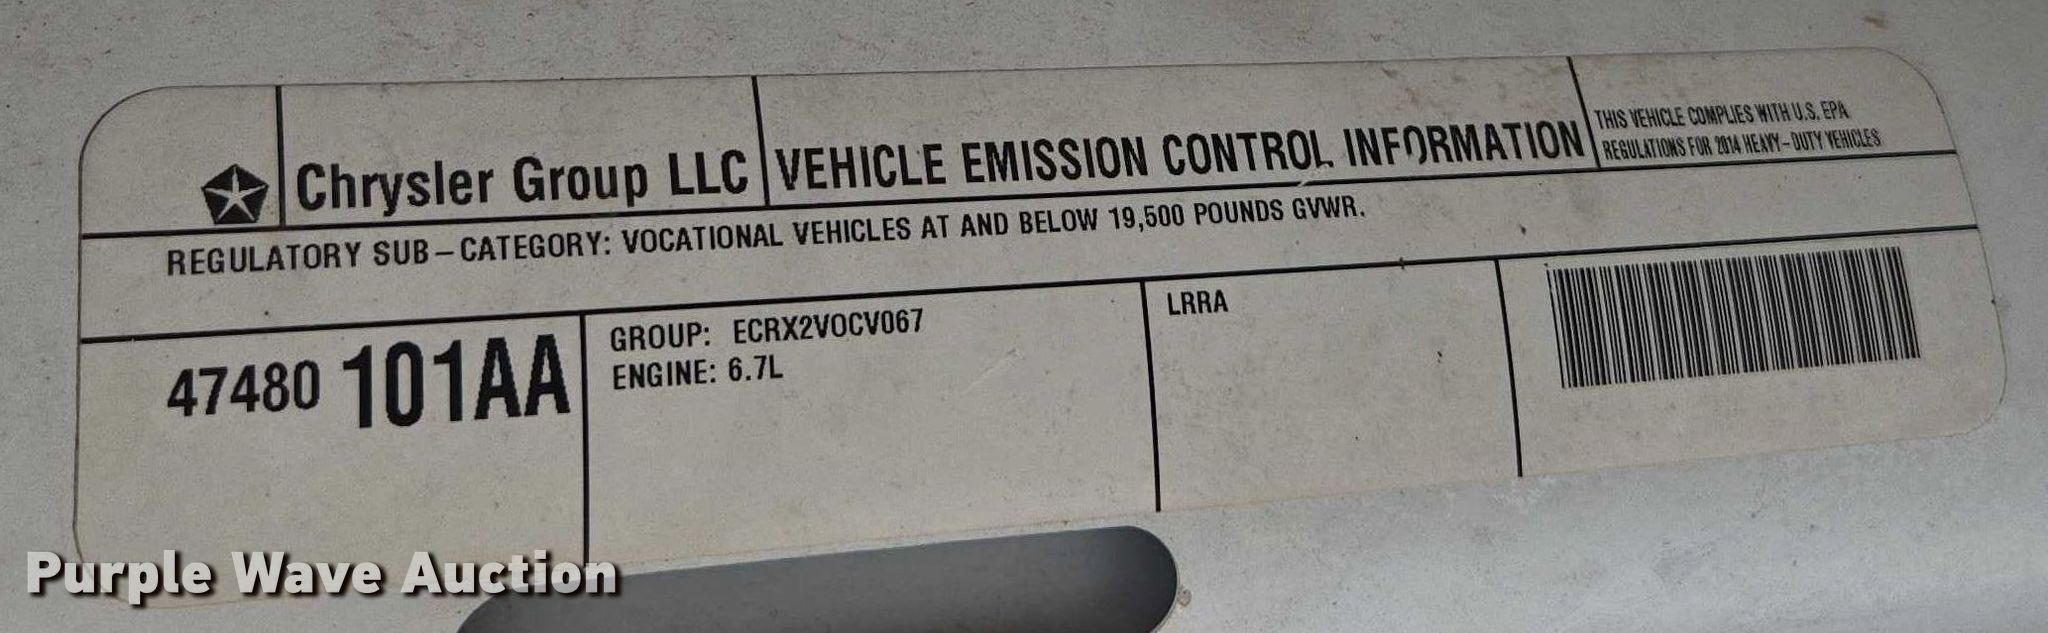 Chrysler Group LLC
VEHICLE EMISSION CONTROL INFORMATION
THIS VEHICLE COMPLIES WITH U.S. EPA
REGULATIONS FOR 2014 HEAVY-DUTY VEHICLES
REGULATORY SUB-CATEGORY: VOCATIONAL VEHICLES AT AND BELOW 19,500 POUNDS GVWR.
47480 101AA
GROUP: ECRX2VOCV067
ENGINE: 6.7L
LRRA
Purple Wave Auction